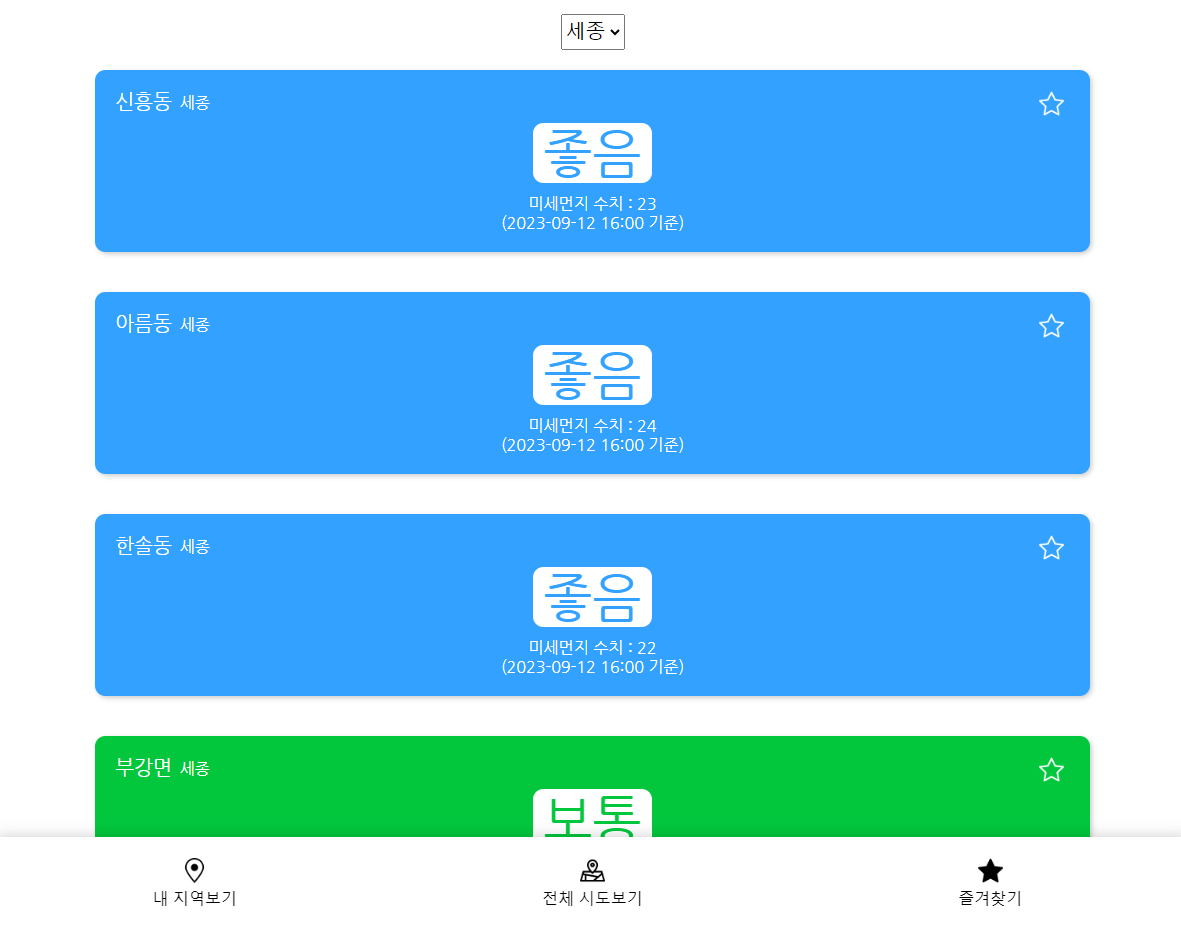 세종
신흥동 세종
좋음
미세먼지 수치 : 23
(2023-09-12 16:00 기준)
아름동 세종
좋음
미세먼지 수치 : 24
(2023-09-12 16:00 기준)
한솔동 세종
좋음
미세먼지 수치 : 22
(2023-09-12 16:00 기준)
부강면 세종
보통
내 지역보기 전체 시도보기 즐겨찾기